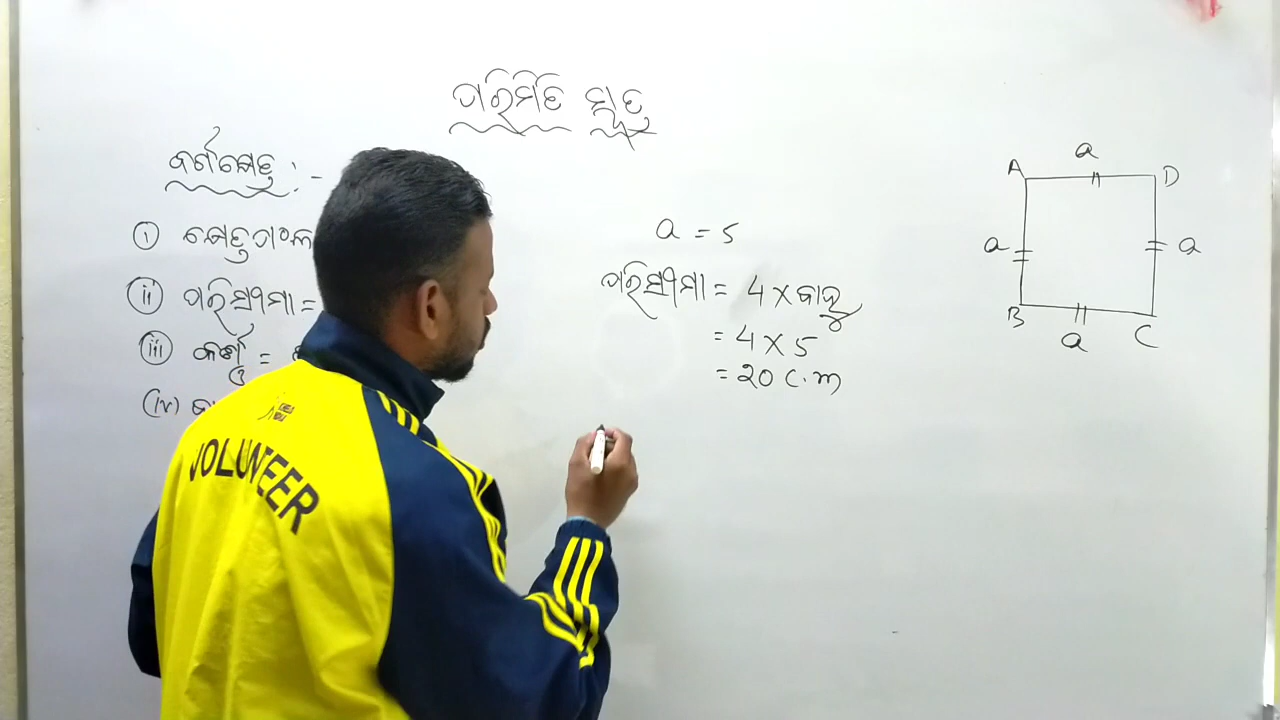 ପରିମିତି ସୂତ୍ର
ବର୍ଗକ୍ଷେତ୍ର :-
(i) କ୍ଷେତ୍ରଫଳ
(ii) ପରିସୀମା =
(iii) କର୍ଣ୍ଣ =
(iv)
a = 5
ପରିସୀମା = 4 × ବାହୁ
= 4 × 5
= 20 c.m
A a D
a a
B a C
VOLUNTEER